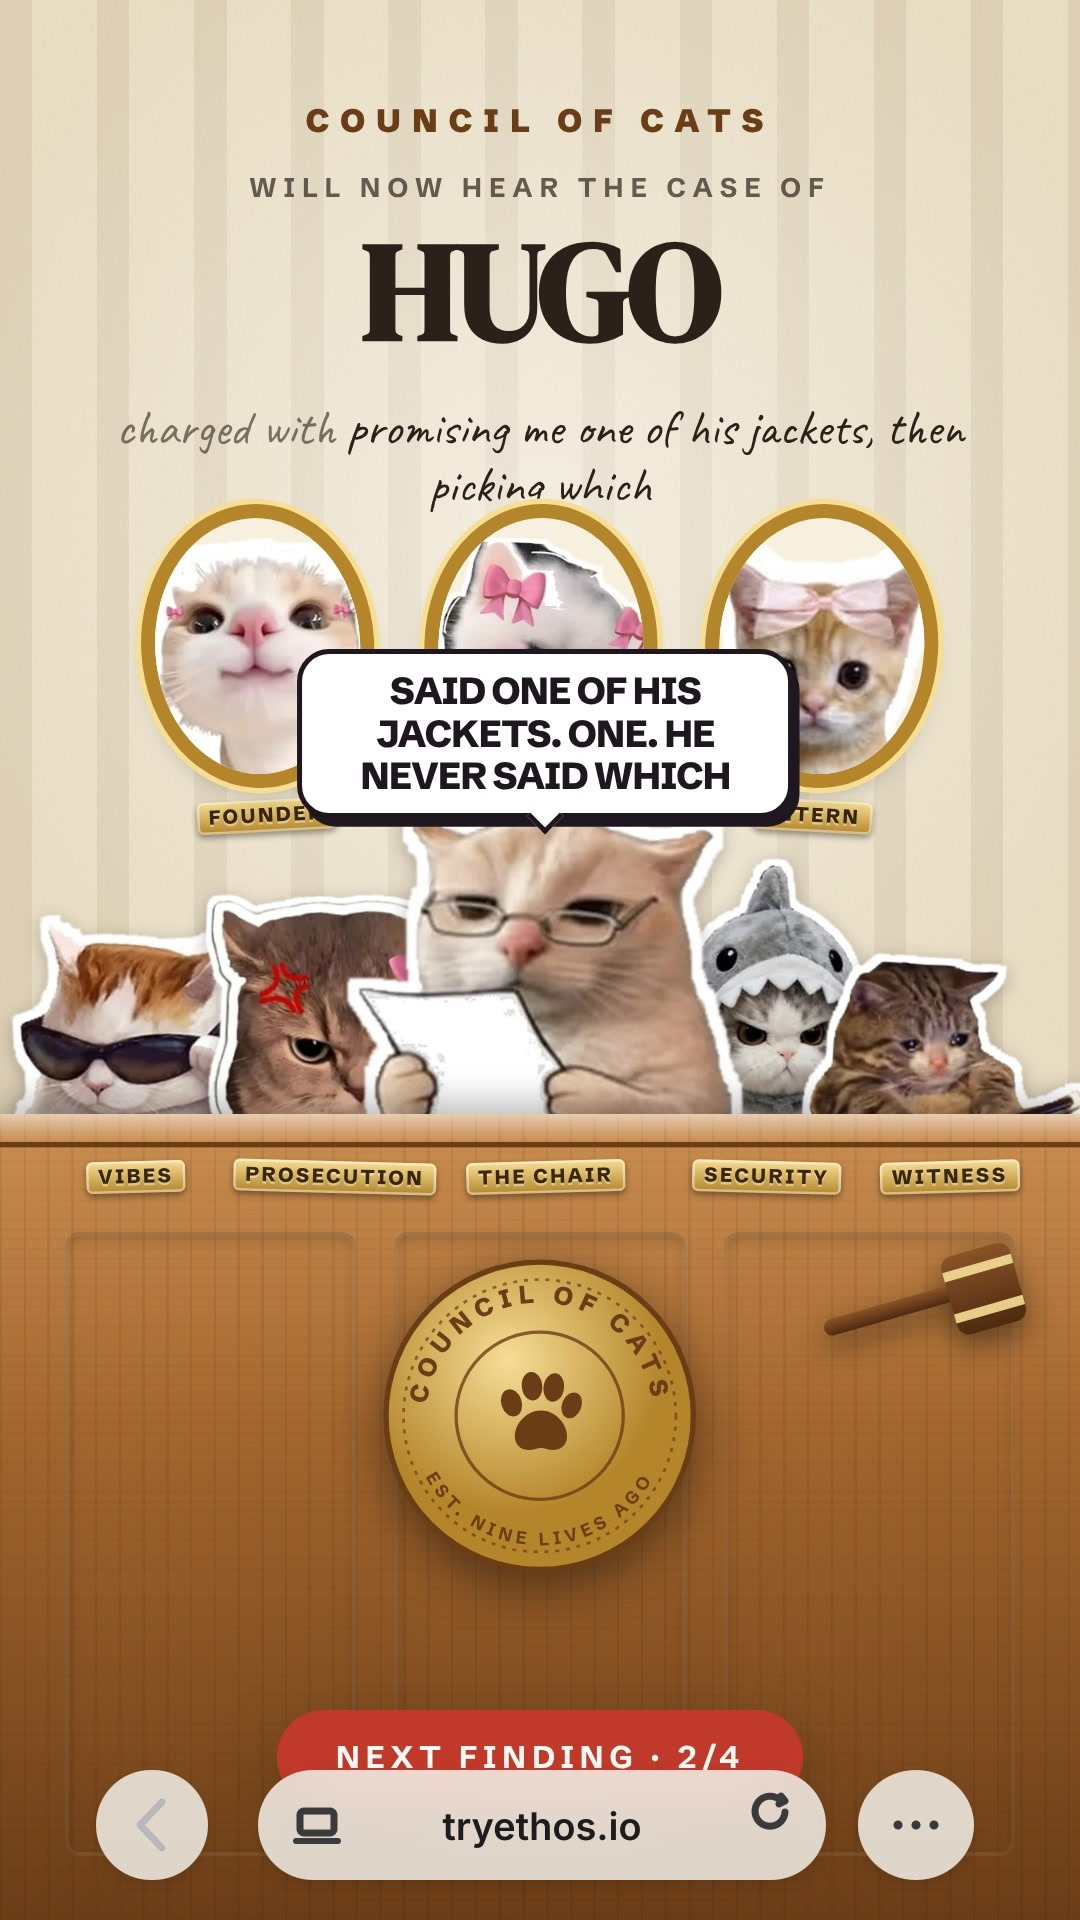 COUNCIL OF CATS
WILL NOW HEAR THE CASE OF
HUGO
charged with promising me one of his jackets, then
picking which
SAID ONE OF HIS
JACKETS. ONE. HE
NEVER SAID WHICH
VIBES
PROSECUTION
THE CHAIR
SECURITY
WITNESS
COUNCIL OF CATS
EST. NINE LIVES AGO
NEXT FINDING · 2/4
tryethos.io